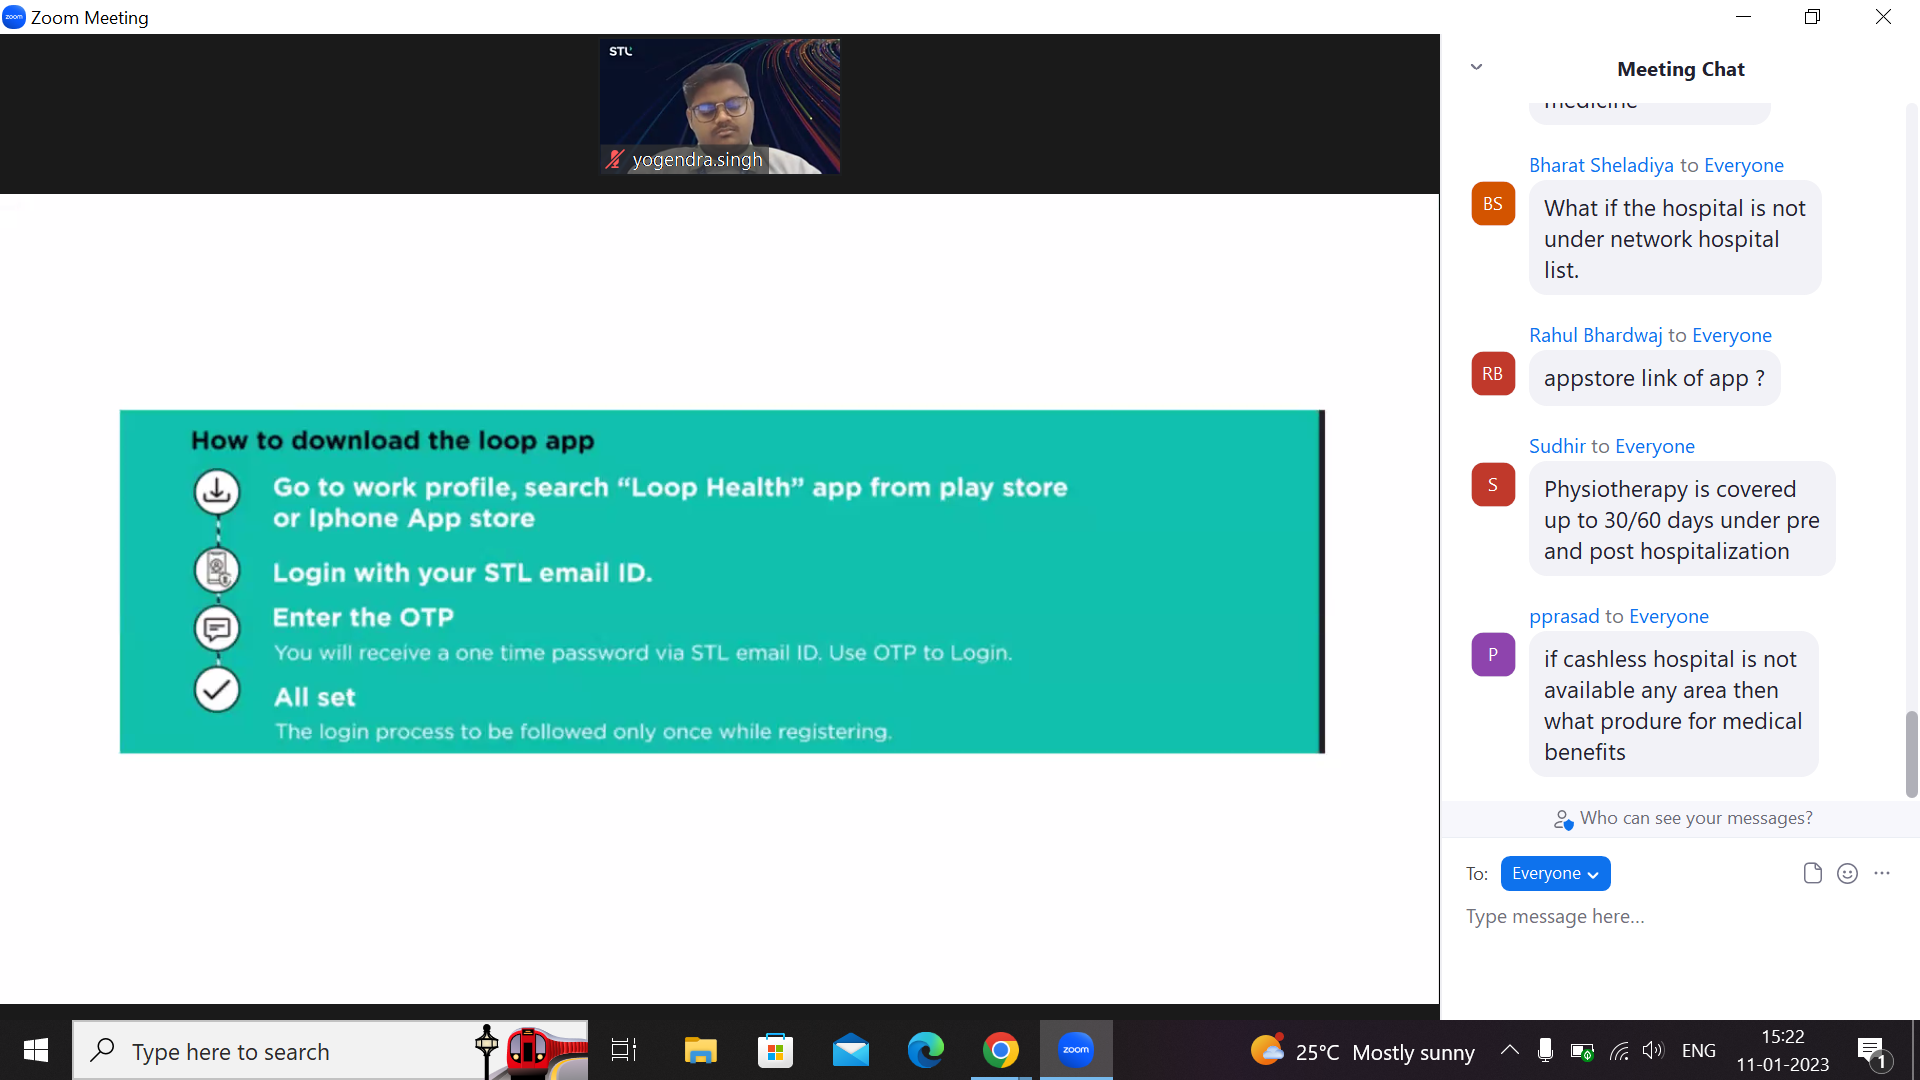 zoom Zoom Meeting
STL
yogendra.singh
How to download the loop app
Go to work profile, search “Loop Health” app from play store
or Iphone App store
Login with your STL email ID.
Enter the OTP
You will receive a one time password via STL email ID. Use OTP to Login.
All set
The login process to be followed only once while registering.
Meeting Chat
medicine
Bharat Sheladiya to Everyone
BS
What if the hospital is not
under network hospital
list.
Rahul Bhardwaj to Everyone
RB
appstore link of app ?
Sudhir to Everyone
S
Physiotherapy is covered
up to 30/60 days under pre
and post hospitalization
pprasad to Everyone
P
if cashless hospital is not
available any area then
what produre for medical
benefits
Who can see your messages?
To: Everyone
Type message here...
Type here to search
zoom
25°C Mostly sunny
ENG
15:22
11-01-2023
1